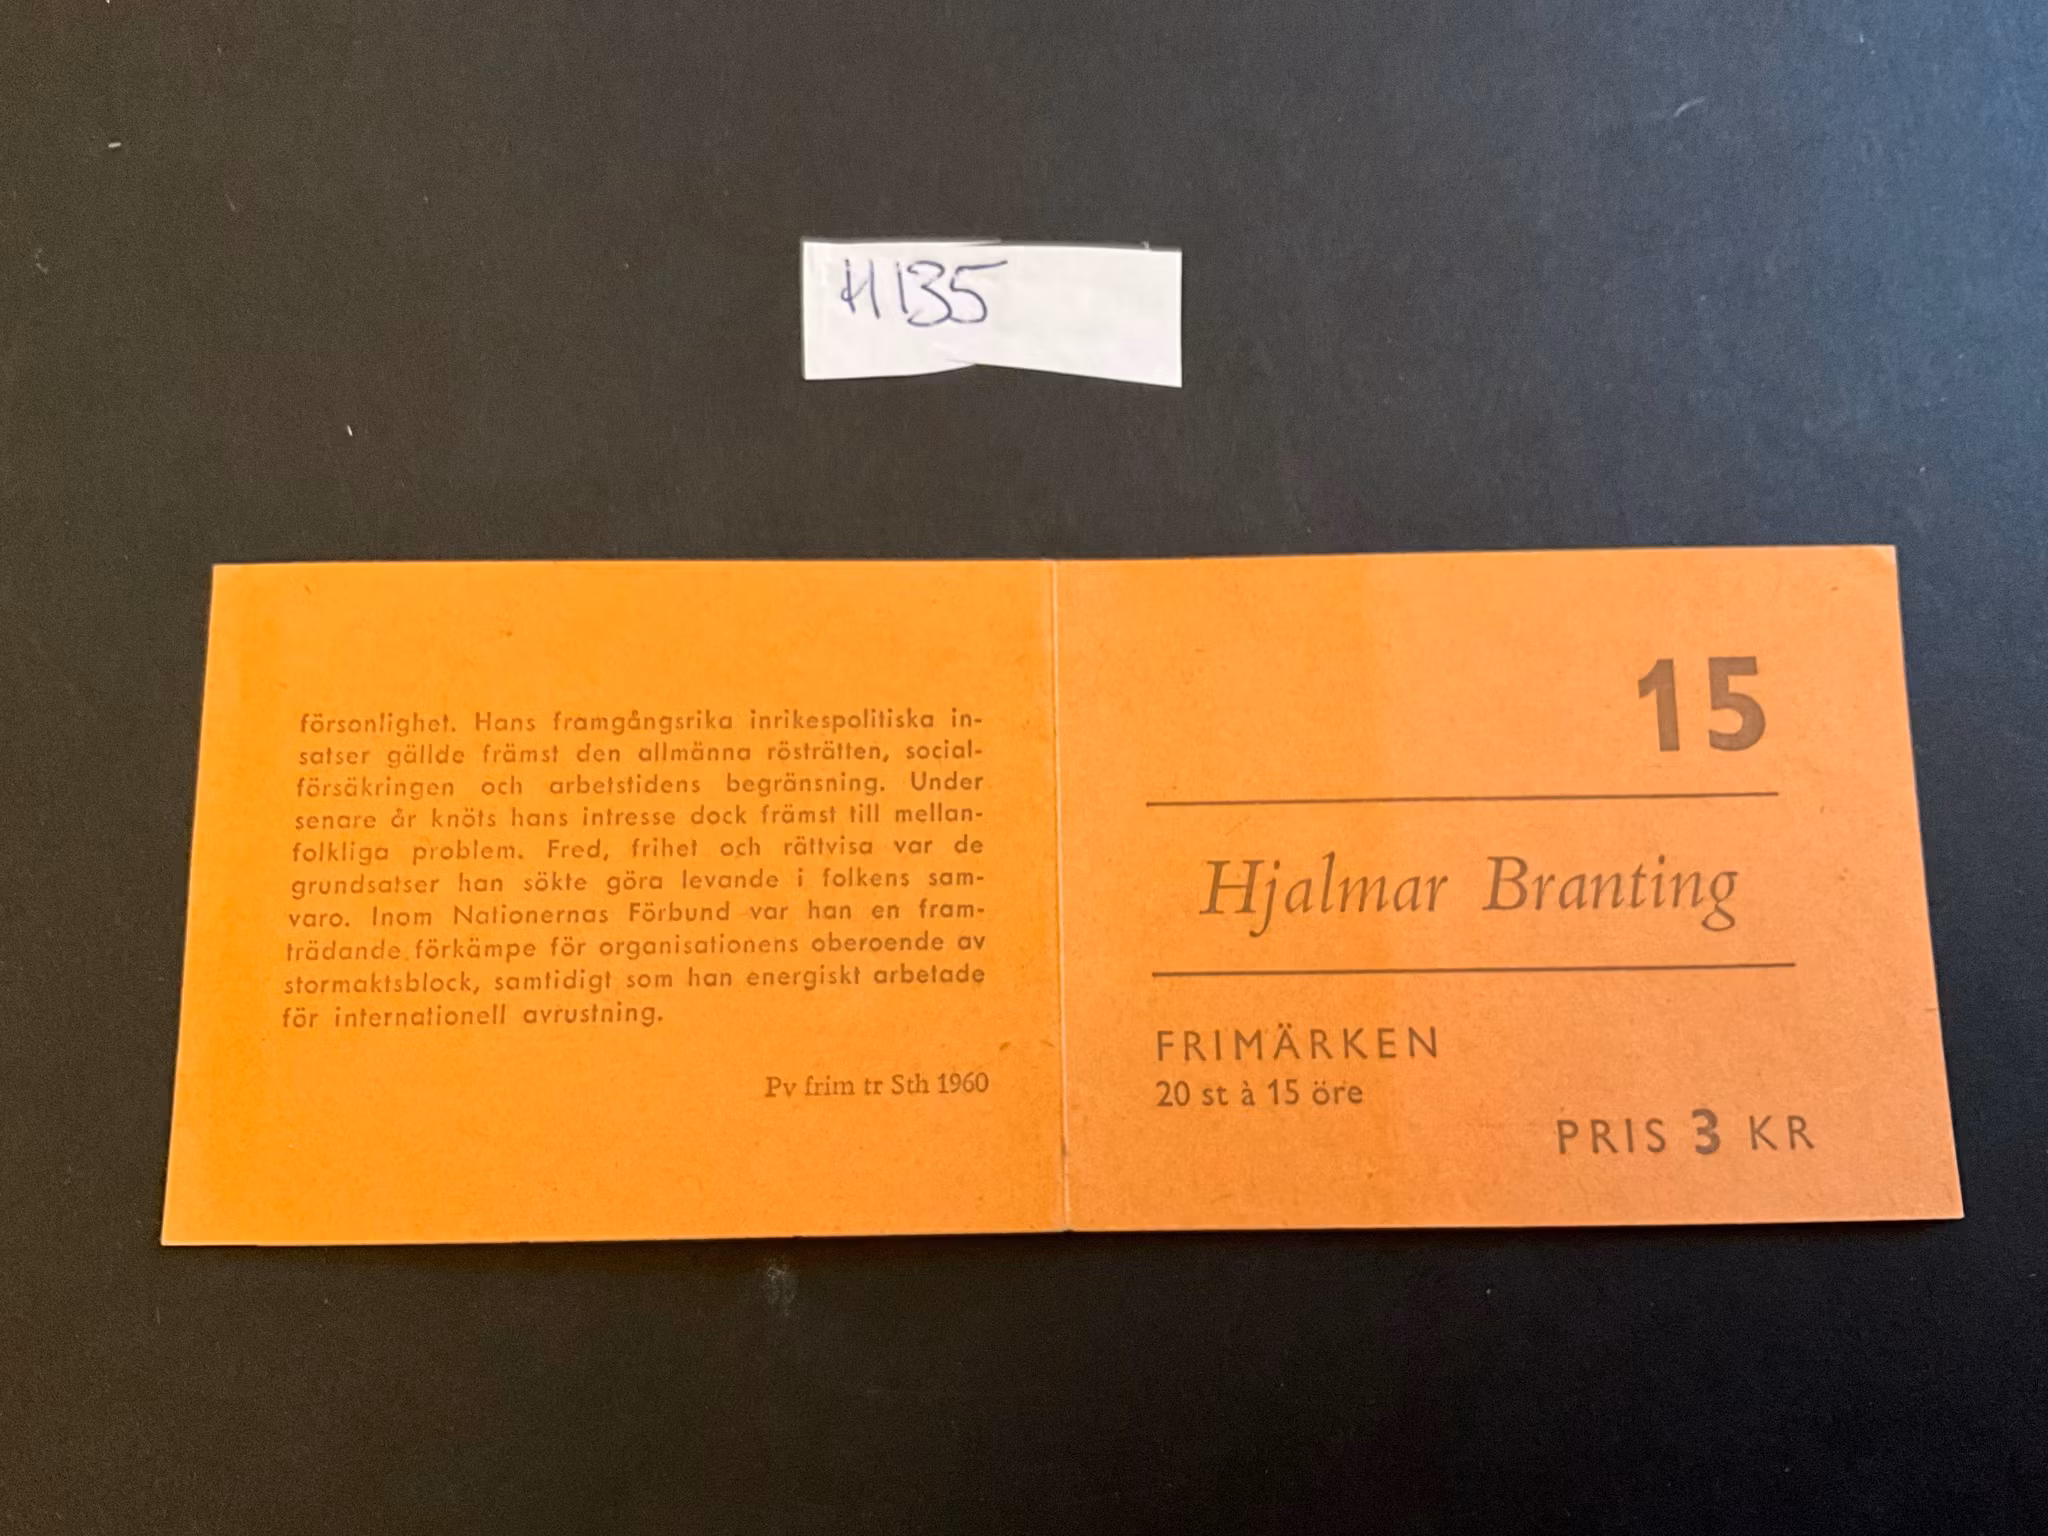 H135
försonlighet. Hans framgångsrika inrikespolitiska in-
satser gällde främst den allmänna rösträtten, social-
försäkringen och arbetstidens begränsning. Under
senare år knöts hans intresse dock främst till mellan-
folkliga problem. Fred, frihet och rättvisa var de
grundsatser han sökte göra levande i folkens sam-
varo. Inom Nationernas Förbund var han en fram-
trädande förkämpe för organisationens oberoende av
stormaktsblock, samtidigt som han energiskt arbetade
för internationell avrustning.
Pv frim tr Sth 1960
15
Hjalmar Branting
FRIMÄRKEN
20 st à 15 öre
PRIS 3 KR